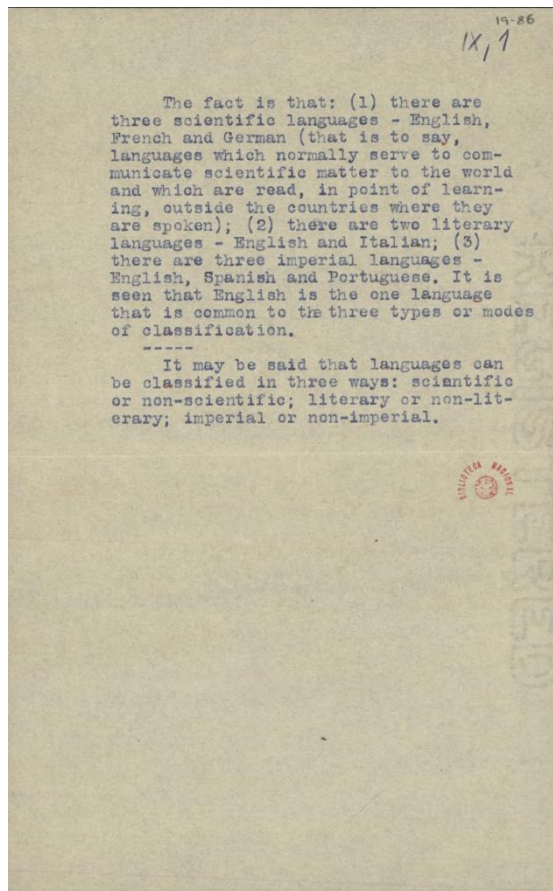 19-86
IX, 1
The fact is that: (1) there are
three scientific languages - English,
French and German (that is to say,
languages which normally serve to com-
municate scientific matter to the world
and which are read, in point of learn-
ing, outside the countries where they
are spoken); (2) there are two literary
languages - English and Italian; (3)
there are three imperial languages -
English, Spanish and Portuguese. It is
seen that English is the one language
that is common to the three types or modes
of classification.
-----
It may be said that languages can
be classified in three ways: scientific
or non-scientific; literary or non-lit-
erary; imperial or non-imperial.
BIBLIOTECA NACIONAL